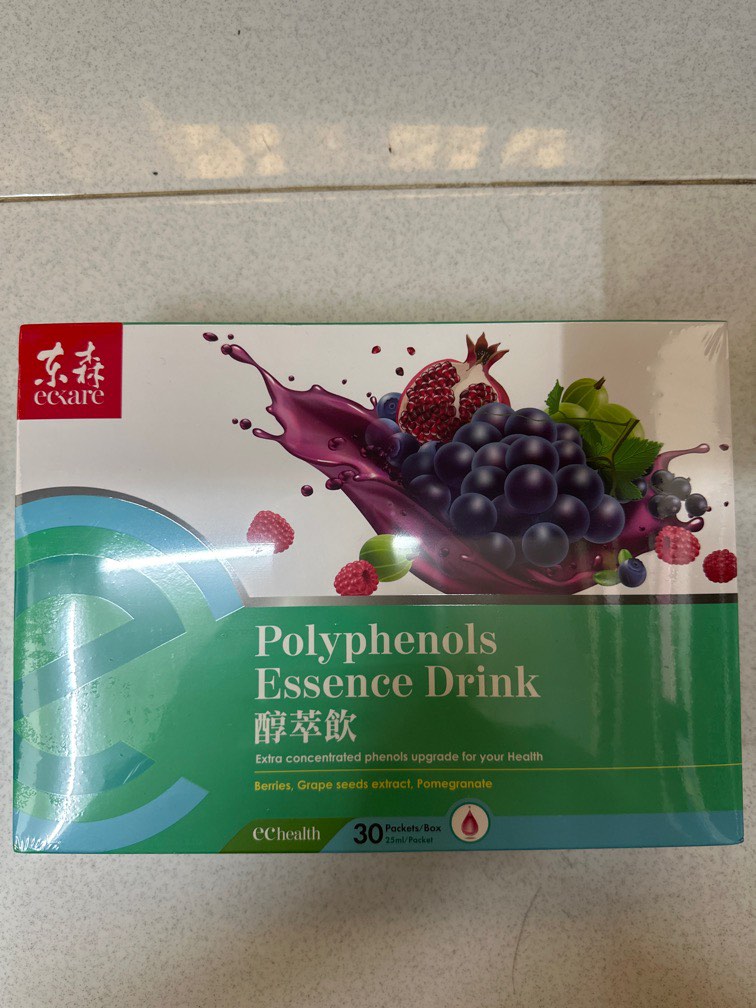 东森
eckare
Polyphenols
Essence Drink
醇萃飲
Extra concentrated phenols upgrade for your Health
Berries, Grape seeds extract, Pomegranate
echealth
30 Packets/Box
25ml/Packet